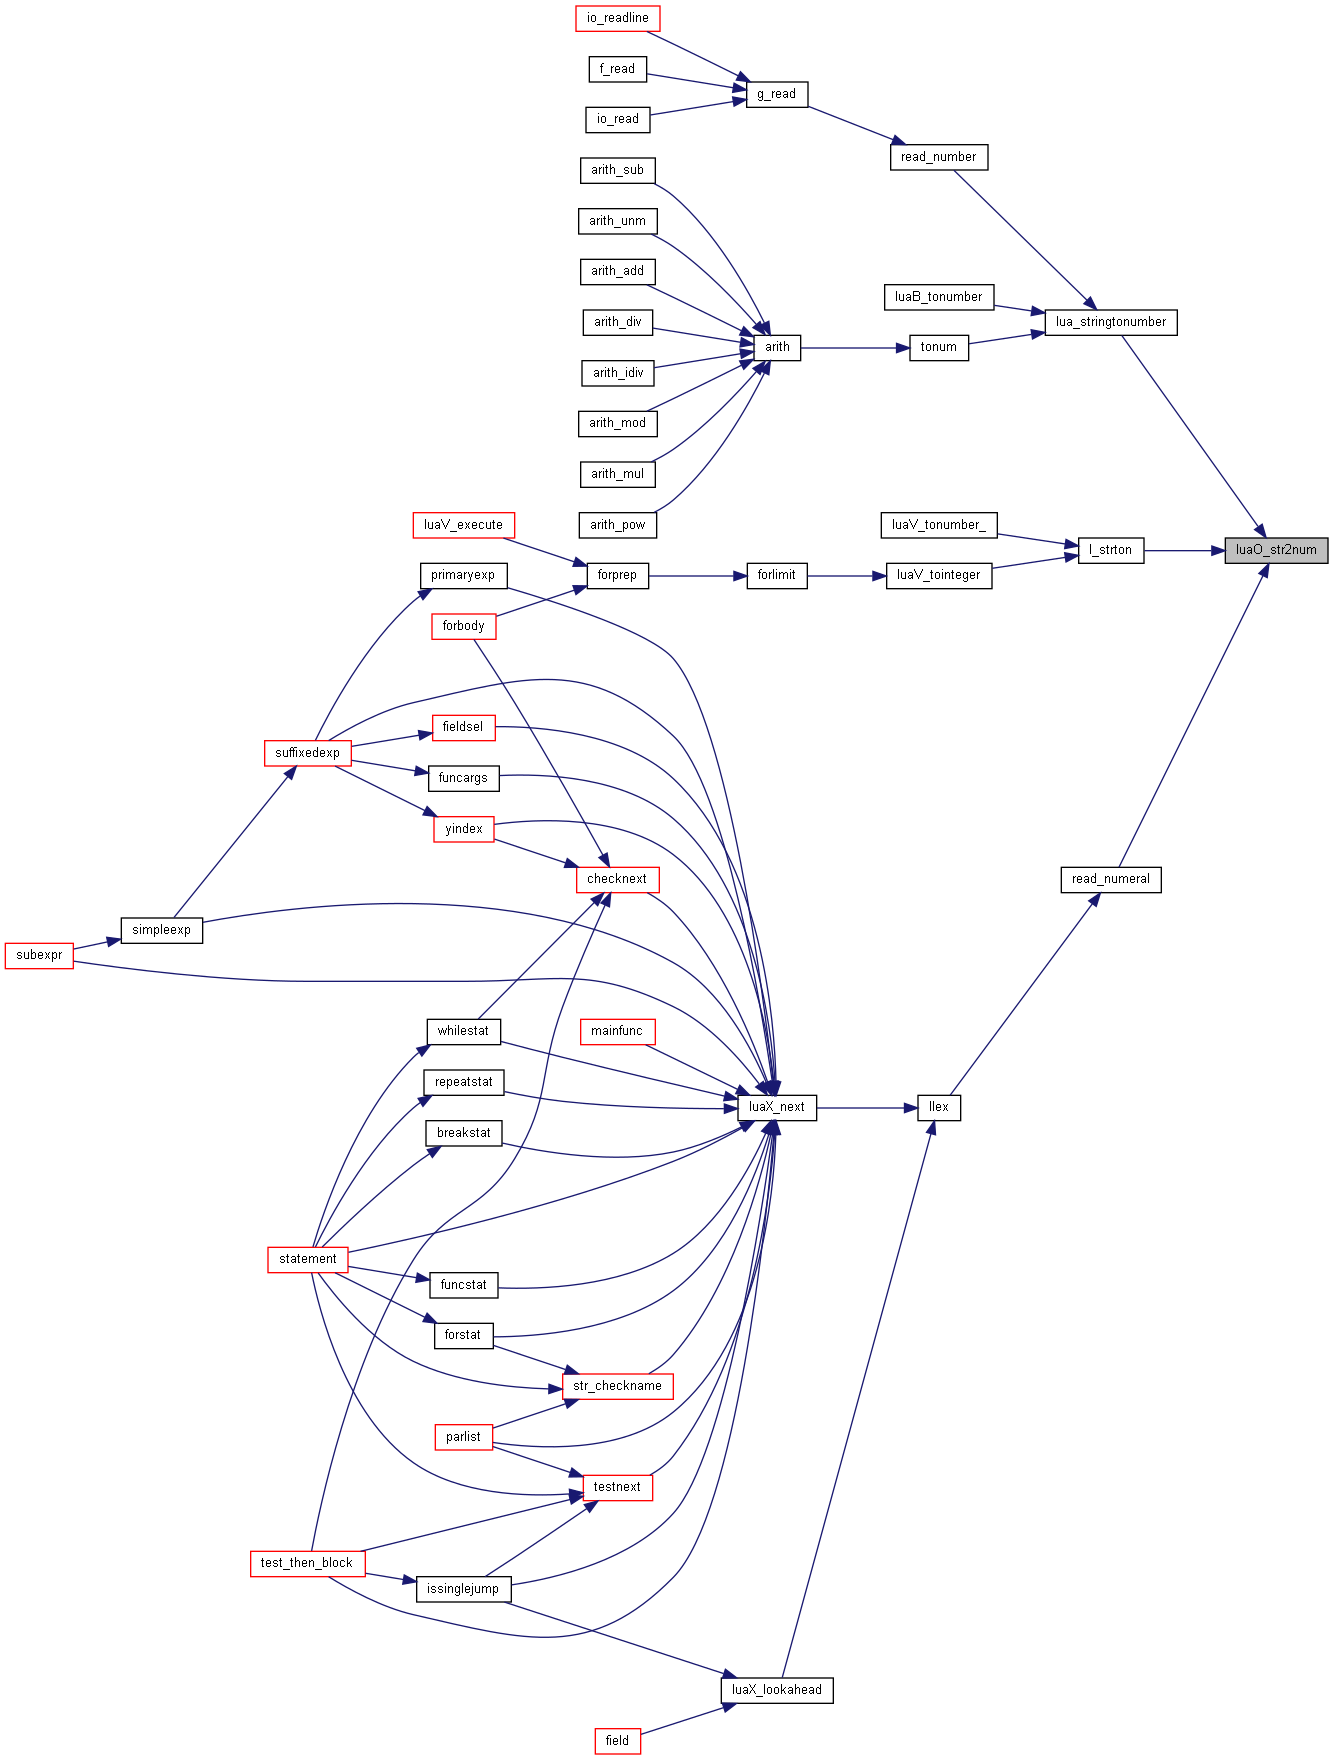 io_readline
f_read
g_read
io_read
read_number
arith_sub
arith_unm
arith_add
luaB_tonumber
arith_div
lua_stringtonumber
arith
tonum
arith_idiv
arith_mod
arith_mul
arith_pow
luaV_execute
luaV_tonumber_
l_strton
luaO_str2num
primaryexp
forprep
forlimit
luaV_tointeger
forbody
fieldsel
suffixedexp
funcargs
yindex
checknext
read_numeral
simpleexp
subexpr
whilestat
mainfunc
repeatstat
luaX_next
llex
breakstat
statement
funcstat
forstat
str_checkname
parlist
testnext
test_then_block
issinglejump
luaX_lookahead
field